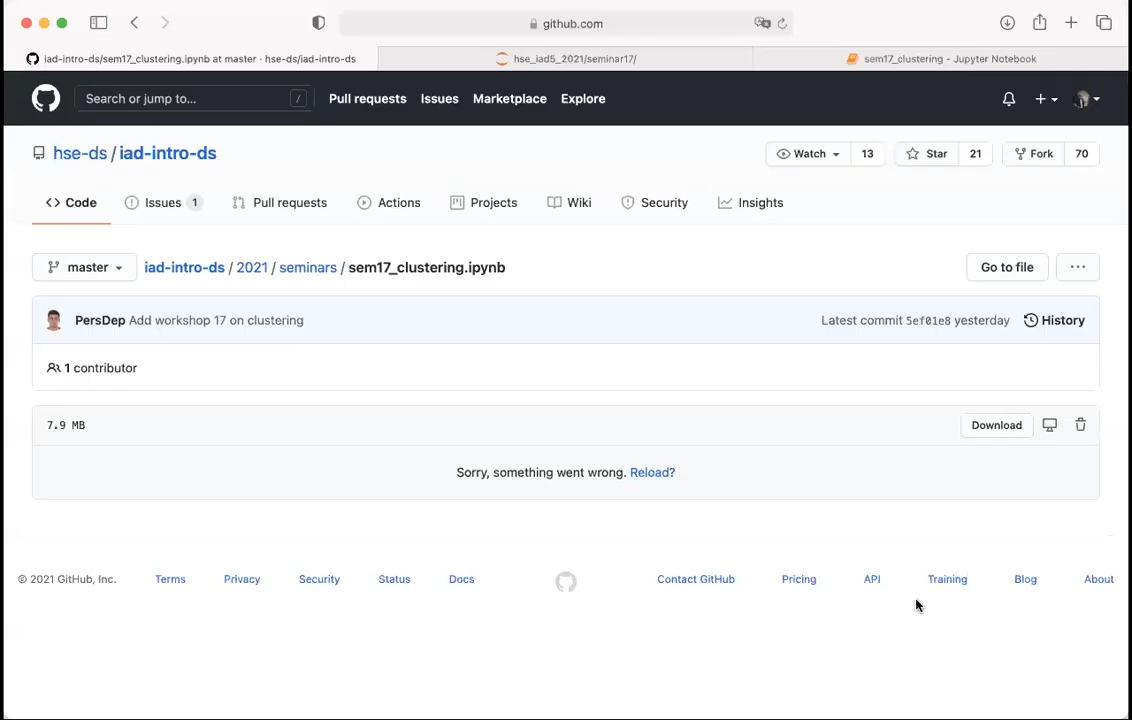 github.com
iad-intro-ds/sem17_clustering.ipynb at master · hse-ds/iad-intro-ds
hse_iad5_2021/seminar17/
sem17_clustering - Jupyter Notebook
Search or jump to...
/
Pull requests
Issues
Marketplace
Explore
hse-ds / iad-intro-ds
Watch 13
Star 21
Fork 70
Code
Issues 1
Pull requests
Actions
Projects
Wiki
Security
Insights
master
iad-intro-ds / 2021 / seminars / sem17_clustering.ipynb
Go to file
PersDep Add workshop 17 on clustering
Latest commit 5ef01e8 yesterday
History
1 contributor
7.9 MB
Download
Sorry, something went wrong. Reload?
© 2021 GitHub, Inc.
Terms
Privacy
Security
Status
Docs
Contact GitHub
Pricing
API
Training
Blog
About